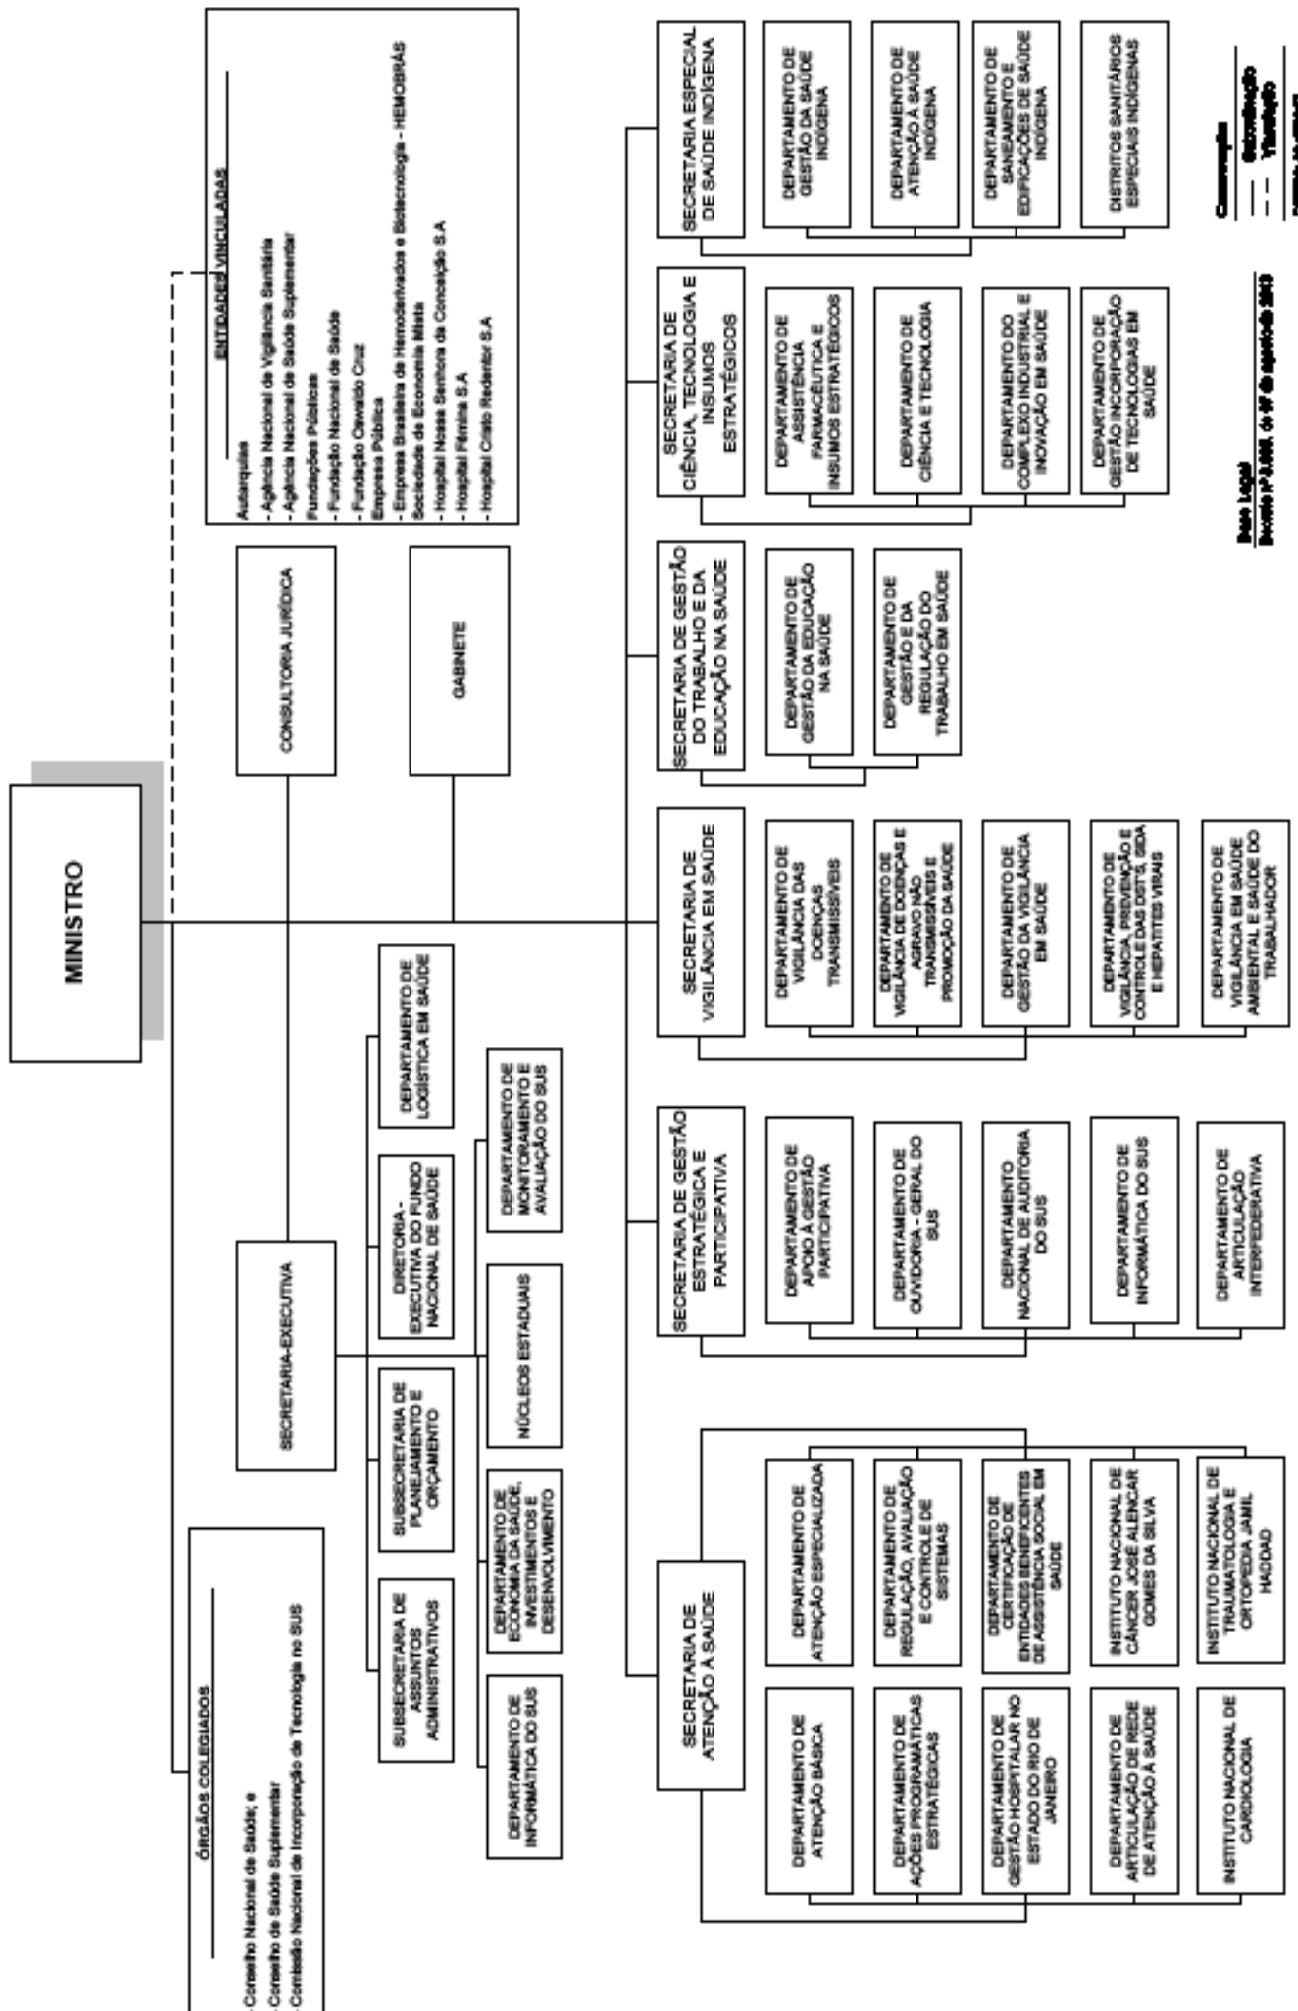 MINISTRO
ÓRGÃOS COLEGIADOS
- Conselho Nacional de Saúde; e
- Conselho de Saúde Suplementar
- Comissão Nacional de Incorporação de Tecnologia no SUS
ENTIDADES VINCULADAS
Autarquias
- Agência Nacional de Vigilância Sanitária
- Agência Nacional de Saúde Suplementar
Fundações Públicas
- Fundação Nacional de Saúde
- Fundação Oswaldo Cruz
Empresa Pública
- Empresa Brasileira de Hemoderivados e Biotecnologia - HEMOBRÁS
Sociedade de Economia Mista
- Hospital Nossa Senhora da Conceição S.A
- Hospital Fêmina S.A
- Hospital Cristo Redentor S.A
SECRETARIA-EXECUTIVA
CONSULTORIA JURÍDICA
GABINETE
SUBSECRETARIA DE
ASSUNTOS
ADMINISTRATIVOS
SUBSECRETARIA DE
PLANEJAMENTO E
ORÇAMENTO
DIRETORIA -
EXECUTIVA DO FUNDO
NACIONAL DE SAÚDE
DEPARTAMENTO DE
LOGÍSTICA EM SAÚDE
DEPARTAMENTO DE
INFORMÁTICA DO SUS
DEPARTAMENTO DE
ECONOMIA DA SAÚDE,
INVESTIMENTOS E
DESENVOLVIMENTO
NÚCLEOS ESTADUAIS
DEPARTAMENTO DE
MONITORAMENTO E
AVALIAÇÃO DO SUS
SECRETARIA DE
ATENÇÃO À SAÚDE
DEPARTAMENTO DE
ATENÇÃO BÁSICA
DEPARTAMENTO DE
AÇÕES PROGRAMÁTICAS
ESTRATÉGICAS
DEPARTAMENTO DE
GESTÃO HOSPITALAR NO
ESTADO DO RIO DE
JANEIRO
DEPARTAMENTO DE
ARTICULAÇÃO DE REDE
DE ATENÇÃO À SAÚDE
INSTITUTO NACIONAL DE
CARDIOLOGIA
DEPARTAMENTO DE
ATENÇÃO ESPECIALIZADA
DEPARTAMENTO DE
REGULAÇÃO, AVALIAÇÃO
E CONTROLE DE
SISTEMAS
DEPARTAMENTO DE
CERTIFICAÇÃO DE
ENTIDADES BENEFICENTES
DE ASSISTÊNCIA SOCIAL EM
SAÚDE
INSTITUTO NACIONAL DE
CÂNCER JOSÉ ALENCAR
GOMES DA SILVA
INSTITUTO NACIONAL DE
TRAUMATOLOGIA E
ORTOPEDIA JAMIL
HADDAD
SECRETARIA DE GESTÃO
ESTRATÉGICA E
PARTICIPATIVA
DEPARTAMENTO DE
APOIO À GESTÃO
PARTICIPATIVA
DEPARTAMENTO DE
OUVIDORIA - GERAL DO
SUS
DEPARTAMENTO
NACIONAL DE AUDITORIA
DO SUS
DEPARTAMENTO DE
INFORMÁTICA DO SUS
DEPARTAMENTO DE
ARTICULAÇÃO
INTERFEDERATIVA
SECRETARIA DE
VIGILÂNCIA EM SAÚDE
DEPARTAMENTO DE
VIGILÂNCIA DAS
DOENÇAS
TRANSMISSÍVEIS
DEPARTAMENTO DE
VIGILÂNCIA DE DOENÇAS E
AGRAVO NÃO
TRANSMISSÍVEIS E
PROMOÇÃO DA SAÚDE
DEPARTAMENTO DE
GESTÃO DA VIGILÂNCIA
EM SAÚDE
DEPARTAMENTO DE
VIGILÂNCIA, PREVENÇÃO E
CONTROLE DAS DST'S, SIDA
E HEPATITES VIRAIS
DEPARTAMENTO DE
VIGILÂNCIA EM SAÚDE
AMBIENTAL E SAÚDE DO
TRABALHADOR
SECRETARIA DE GESTÃO
DO TRABALHO E DA
EDUCAÇÃO NA SAÚDE
DEPARTAMENTO DE
GESTÃO DA EDUCAÇÃO
NA SAÚDE
DEPARTAMENTO DE
GESTÃO E DA
REGULAÇÃO DO
TRABALHO EM SAÚDE
SECRETARIA DE
CIÊNCIA, TECNOLOGIA E
INSUMOS
ESTRATÉGICOS
DEPARTAMENTO DE
ASSISTÊNCIA
FARMACÊUTICA E
INSUMOS ESTRATÉGICOS
DEPARTAMENTO DE
CIÊNCIA E TECNOLOGIA
DEPARTAMENTO DO
COMPLEXO INDUSTRIAL E
INOVAÇÃO EM SAÚDE
DEPARTAMENTO DE
GESTÃO INCORPORAÇÃO
DE TECNOLOGIAS EM
SAÚDE
SECRETARIA ESPECIAL
DE SAÚDE INDÍGENA
DEPARTAMENTO DE
GESTÃO DA SAÚDE
INDÍGENA
DEPARTAMENTO DE
ATENÇÃO À SAÚDE
INDÍGENA
DEPARTAMENTO DE
SANEAMENTO E
EDIFICAÇÕES DE SAÚDE
INDÍGENA
DISTRITOS SANITÁRIOS
ESPECIAIS INDÍGENAS
Base Legal
Decreto nº de agosto de 2013
Subordinação
Vinculação